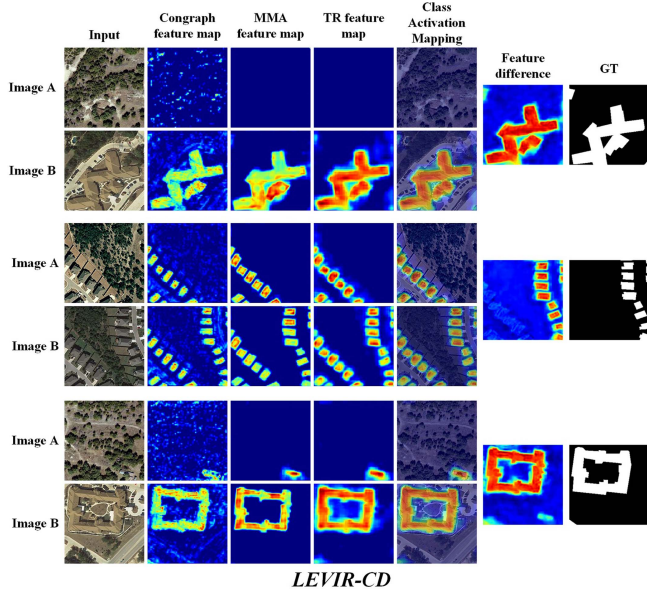 Input
Congraph
feature map
MMA
feature map
TR feature
map
Class
Activation
Mapping
Feature
difference
GT
Image A
Image B
Image A
Image B
Image A
Image B
LEVIR-CD